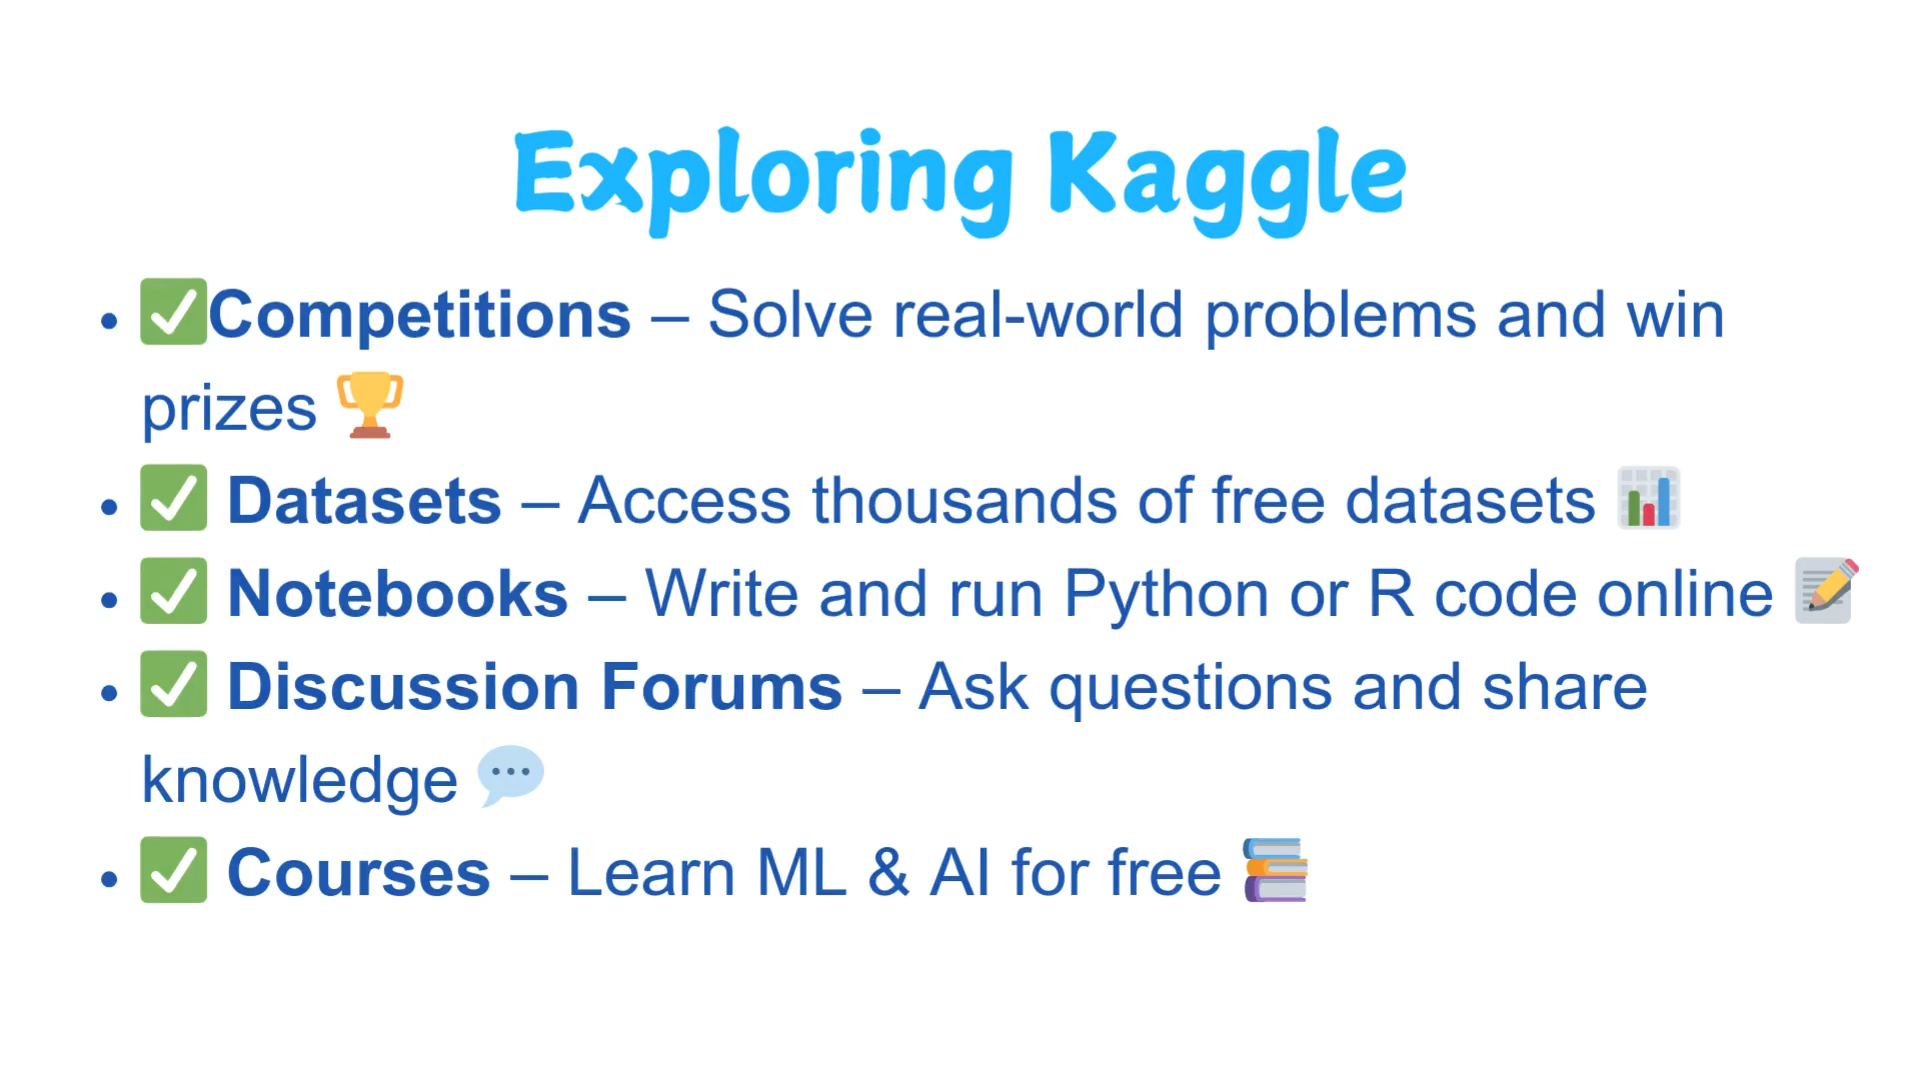 Exploring Kaggle
• ✅Competitions – Solve real-world problems and win
prizes 🏆
• ✅ Datasets – Access thousands of free datasets 📊
• ✅ Notebooks – Write and run Python or R code online 📝
• ✅ Discussion Forums – Ask questions and share
knowledge 💬
• ✅ Courses – Learn ML & AI for free 📚